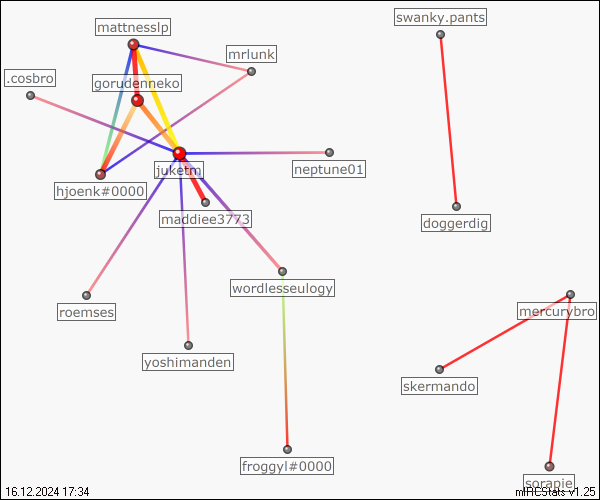 swanky.pants
mattnesslp
mrlunk
.cosbro
gorudenneko
juketm
neptune01
hjoenk#0000
maddiee3773
doggerdig
wordlesseulogy
roemses
mercurybro
yoshimanden
skermando
froggyl#0000
sorapie
16.12.2024 17:34
mIRCStats v1.25